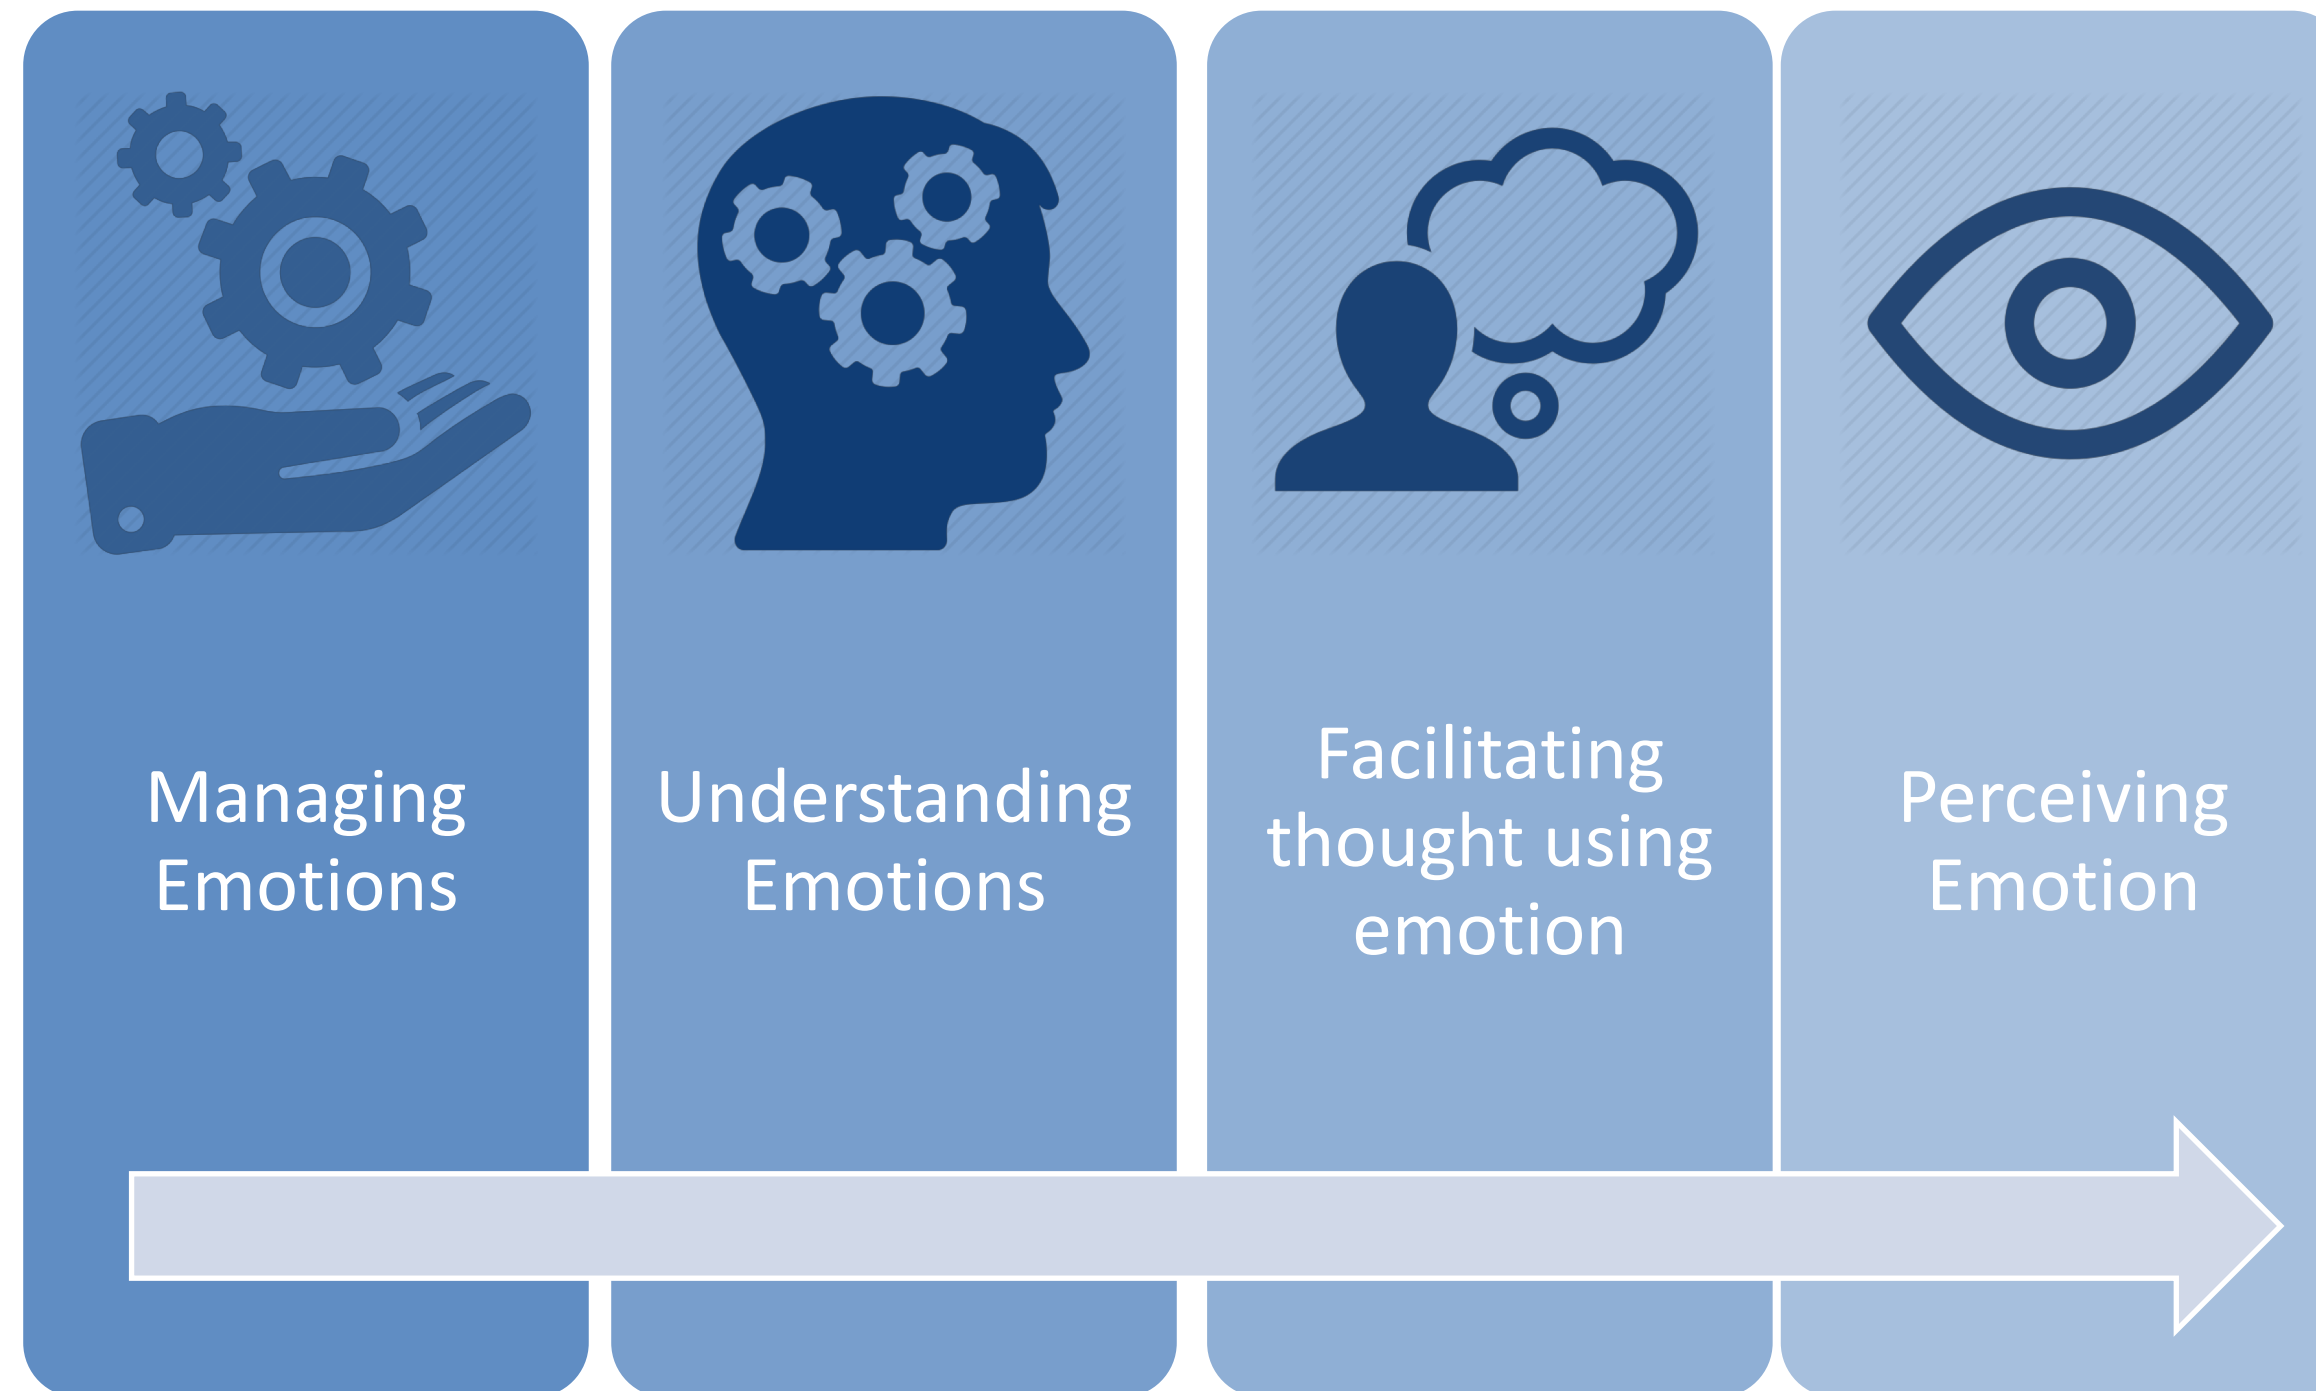 Managing
Emotions
Understanding
Emotions
Facilitating
thought using
emotion
Perceiving
Emotion